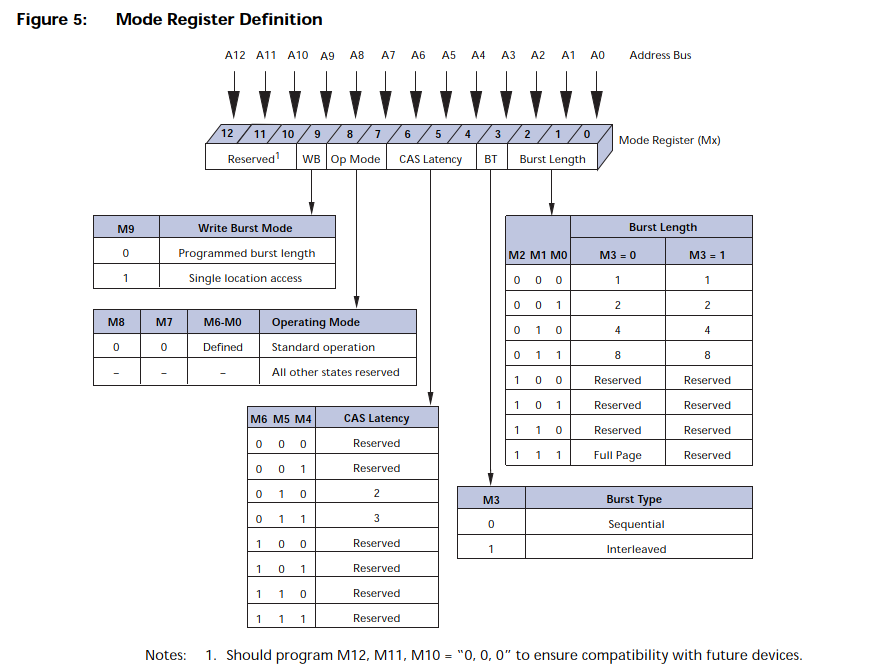 Figure 5: Mode Register Definition
A12 A11 A10 A9 A8 A7 A6 A5 A4 A3 A2 A1 A0 Address Bus
12 11 10 9 8 7 6 5 4 3 2 1 0
Mode Register (Mx)
Reserved1 WB Op Mode CAS Latency BT Burst Length
M9 Write Burst Mode
0 Programmed burst length
1 Single location access
M8 M7 M6-M0 Operating Mode
0 0 Defined Standard operation
– – – All other states reserved
M6 M5 M4 CAS Latency
0 0 0 Reserved
0 0 1 Reserved
0 1 0 2
0 1 1 3
1 0 0 Reserved
1 0 1 Reserved
1 1 0 Reserved
1 1 1 Reserved
Burst Length
M2 M1 M0 M3 = 0 M3 = 1
0 0 0 1 1
0 0 1 2 2
0 1 0 4 4
0 1 1 8 8
1 0 0 Reserved Reserved
1 0 1 Reserved Reserved
1 1 0 Reserved Reserved
1 1 1 Full Page Reserved
M3 Burst Type
0 Sequential
1 Interleaved
Notes: 1. Should program M12, M11, M10 = “0, 0, 0” to ensure compatibility with future devices.